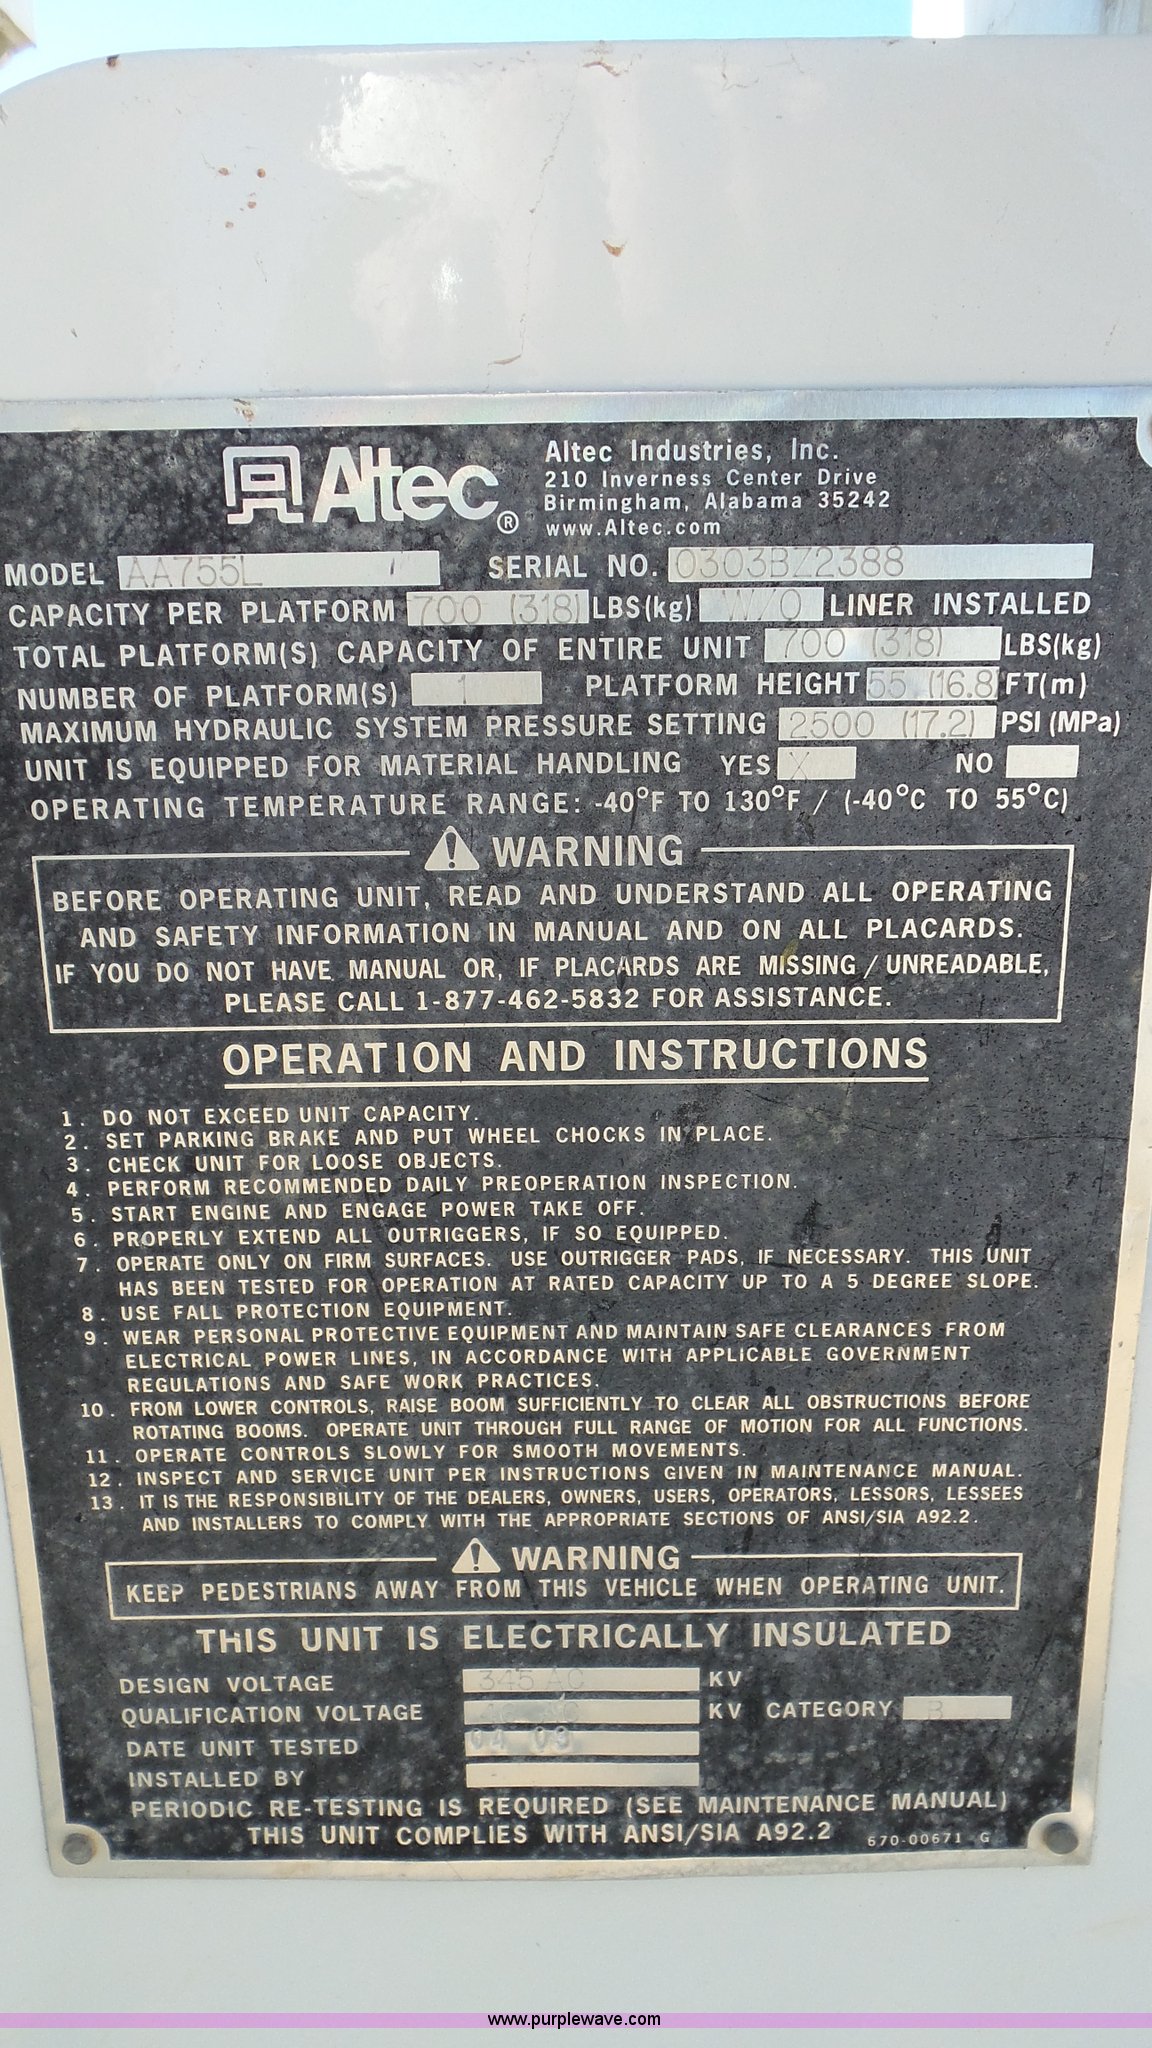 Altec®
Altec Industries, Inc.
210 Inverness Center Drive
Birmingham, Alabama 35242
www.Altec.com
MODEL AA755L SERIAL NO. 0303BZ2388
CAPACITY PER PLATFORM 700 (318) LBS(kg) W/O LINER INSTALLED
TOTAL PLATFORM(S) CAPACITY OF ENTIRE UNIT 700 (318) LBS(kg)
NUMBER OF PLATFORM(S) 1 PLATFORM HEIGHT 55 (16.8) FT(m)
MAXIMUM HYDRAULIC SYSTEM PRESSURE SETTING 2500 (17.2) PSI (MPa)
UNIT IS EQUIPPED FOR MATERIAL HANDLING YES X NO
OPERATING TEMPERATURE RANGE: -40°F TO 130°F / (-40°C TO 55°C)
WARNING
BEFORE OPERATING UNIT, READ AND UNDERSTAND ALL OPERATING
AND SAFETY INFORMATION IN MANUAL AND ON ALL PLACARDS.
IF YOU DO NOT HAVE MANUAL OR, IF PLACARDS ARE MISSING / UNREADABLE,
PLEASE CALL 1-877-462-5832 FOR ASSISTANCE.
OPERATION AND INSTRUCTIONS
1. DO NOT EXCEED UNIT CAPACITY.
2. SET PARKING BRAKE AND PUT WHEEL CHOCKS IN PLACE.
3. CHECK UNIT FOR LOOSE OBJECTS.
4. PERFORM RECOMMENDED DAILY PREOPERATION INSPECTION.
5. START ENGINE AND ENGAGE POWER TAKE OFF.
6. PROPERLY EXTEND ALL OUTRIGGERS, IF SO EQUIPPED.
7. OPERATE ONLY ON FIRM SURFACES. USE OUTRIGGER PADS, IF NECESSARY. THIS UNIT
HAS BEEN TESTED FOR OPERATION AT RATED CAPACITY UP TO A 5 DEGREE SLOPE.
8. USE FALL PROTECTION EQUIPMENT.
9. WEAR PERSONAL PROTECTIVE EQUIPMENT AND MAINTAIN SAFE CLEARANCES FROM
ELECTRICAL POWER LINES, IN ACCORDANCE WITH APPLICABLE GOVERNMENT
REGULATIONS AND SAFE WORK PRACTICES.
10. FROM LOWER CONTROLS, RAISE BOOM SUFFICIENTLY TO CLEAR ALL OBSTRUCTIONS BEFORE
ROTATING BOOMS. OPERATE UNIT THROUGH FULL RANGE OF MOTION FOR ALL FUNCTIONS.
11. OPERATE CONTROLS SLOWLY FOR SMOOTH MOVEMENTS.
12. INSPECT AND SERVICE UNIT PER INSTRUCTIONS GIVEN IN MAINTENANCE MANUAL.
13. IT IS THE RESPONSIBILITY OF THE DEALERS, OWNERS, USERS, OPERATORS, LESSORS, LESSEES
AND INSTALLERS TO COMPLY WITH THE APPROPRIATE SECTIONS OF ANSI/SIA A92.2.
WARNING
KEEP PEDESTRIANS AWAY FROM THIS VEHICLE WHEN OPERATING UNIT.
THIS UNIT IS ELECTRICALLY INSULATED
DESIGN VOLTAGE 345 AC KV
QUALIFICATION VOLTAGE KV CATEGORY B
DATE UNIT TESTED 04 03
INSTALLED BY
PERIODIC RE-TESTING IS REQUIRED (SEE MAINTENANCE MANUAL)
THIS UNIT COMPLIES WITH ANSI/SIA A92.2 670-00671 G
www.purplewave.com